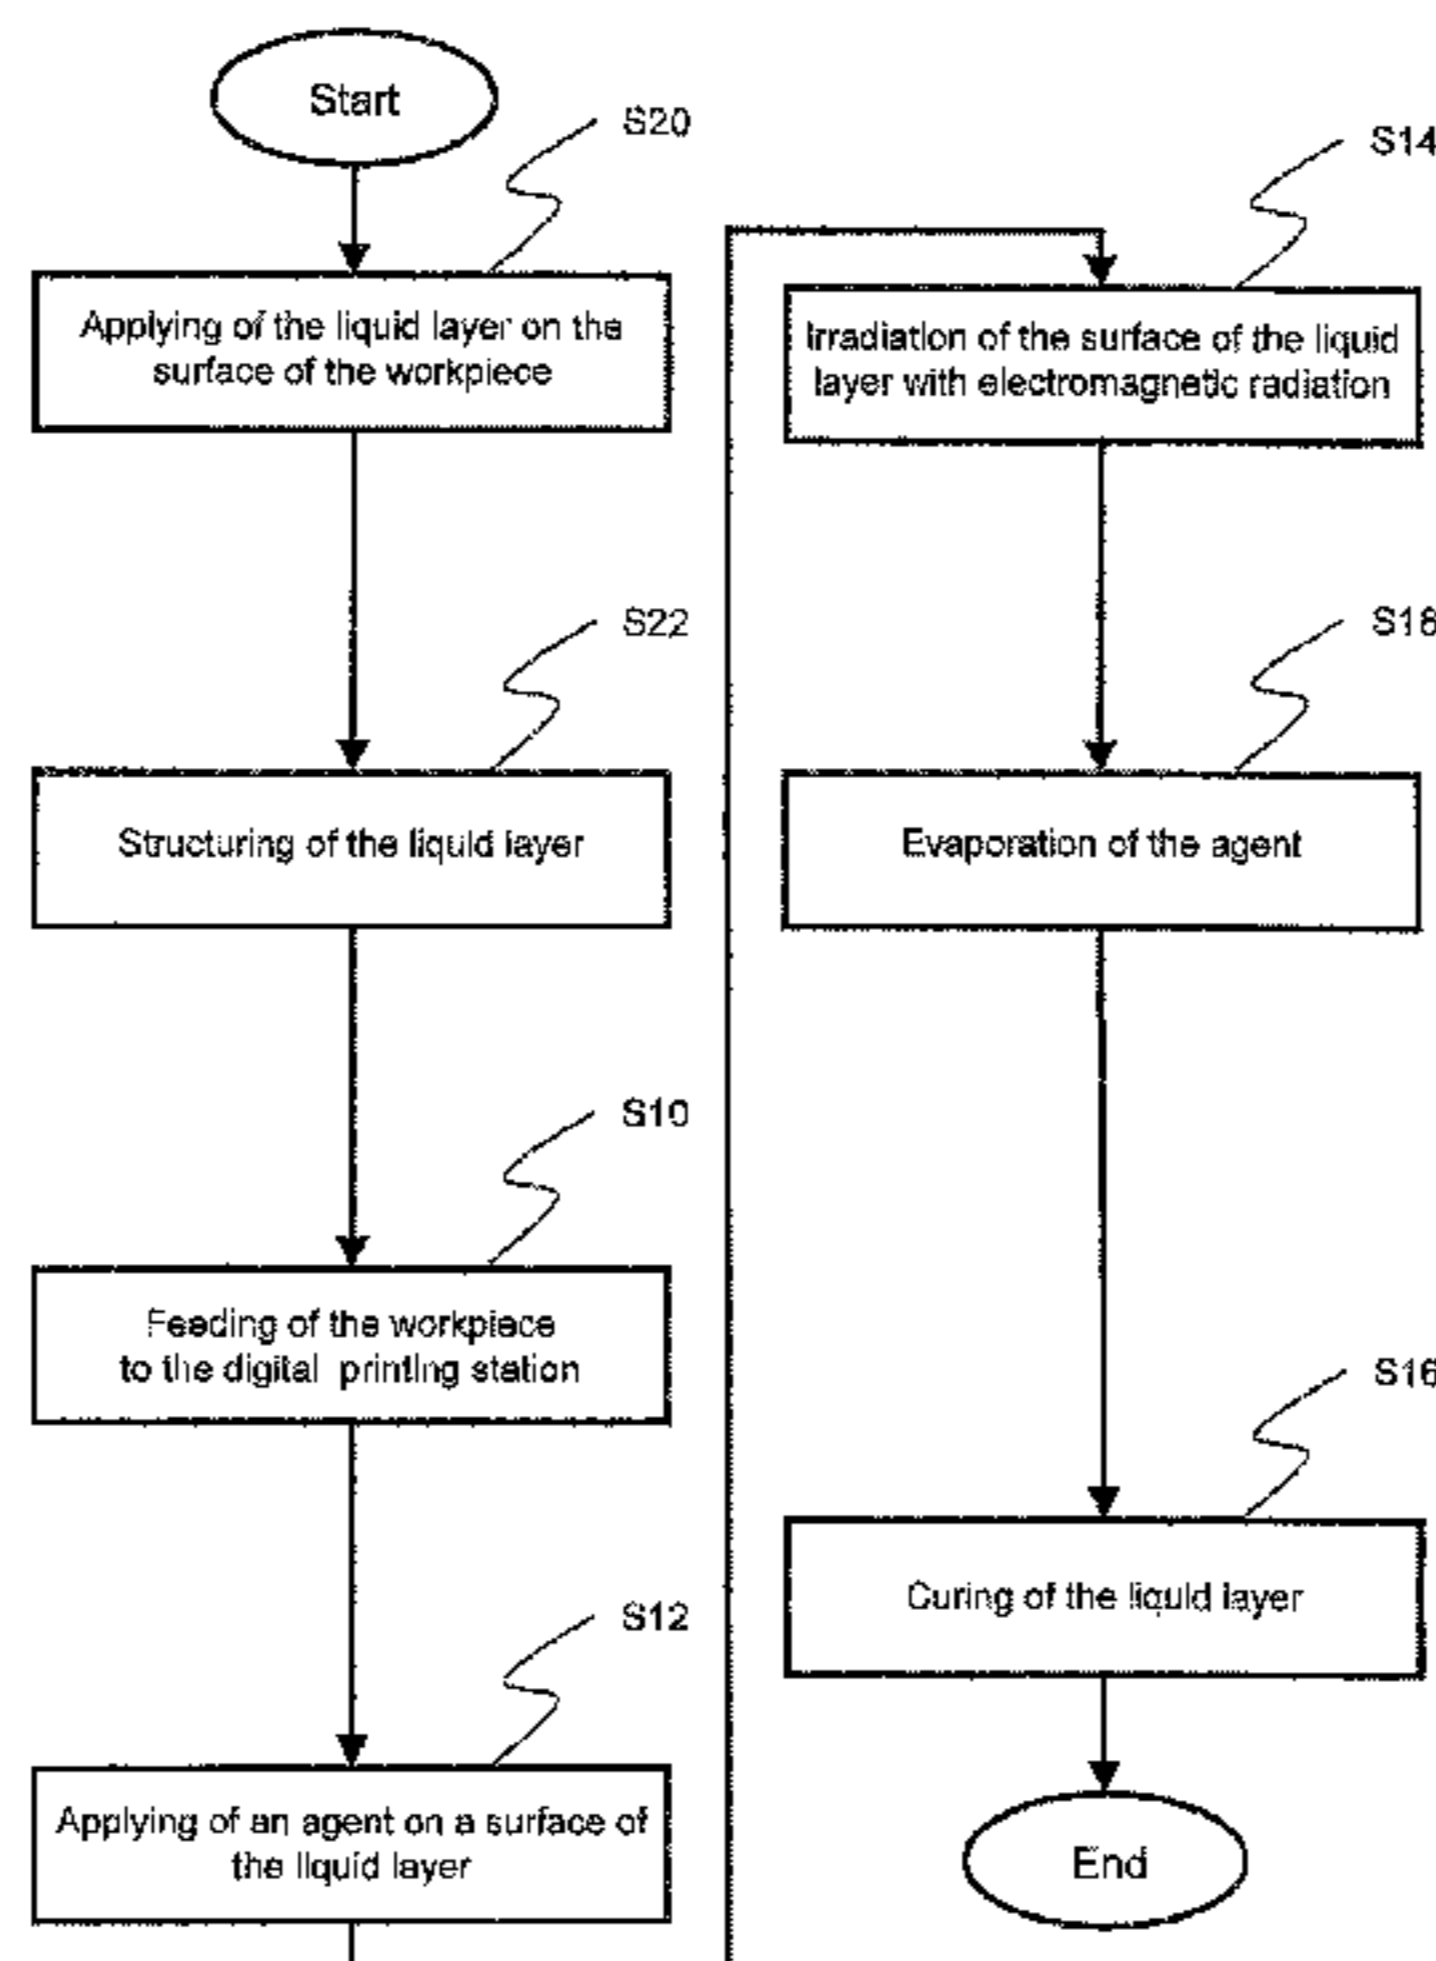 Start
S20
Applying of the liquid layer on the
surface of the workpiece
S22
Structuring of the liquid layer
S10
Feeding of the workpiece
to the digital printing station
S12
Applying of an agent on a surface of
the liquid layer
S14
Irradiation of the surface of the liquid
layer with electromagnetic radiation
S18
Evaporation of the agent
S16
Curing of the liquid layer
End